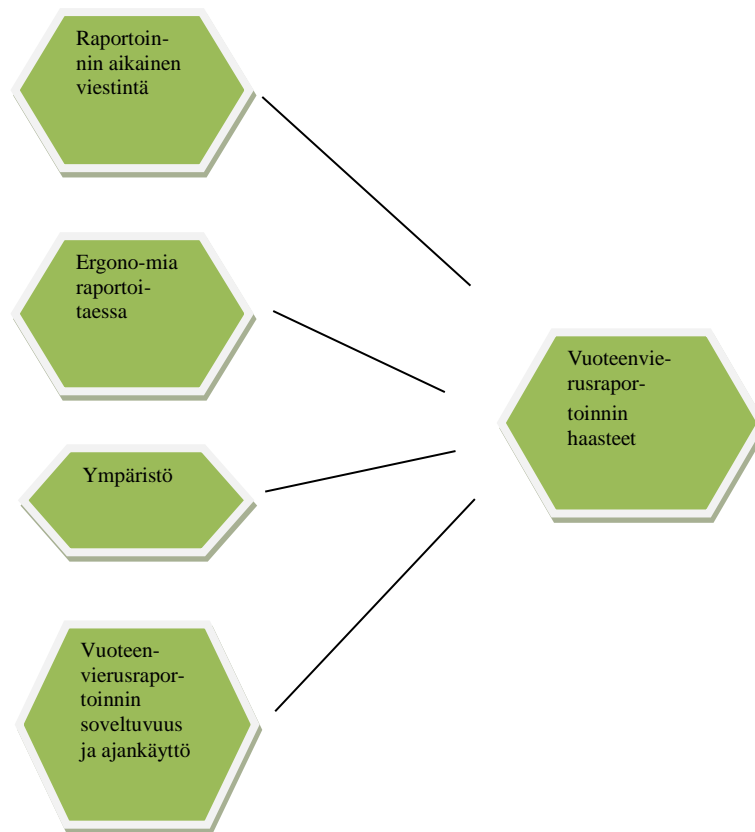 Raportoin-
nin aikainen
viestintä
Ergono-mia
raportoi-
taessa
Vuoteenvie-
rusrapor-
toinnin
haasteet
Ympäristö
Vuoteen-
vierusrapor-
toinnin
soveltuvuus
ja ajankäyttö